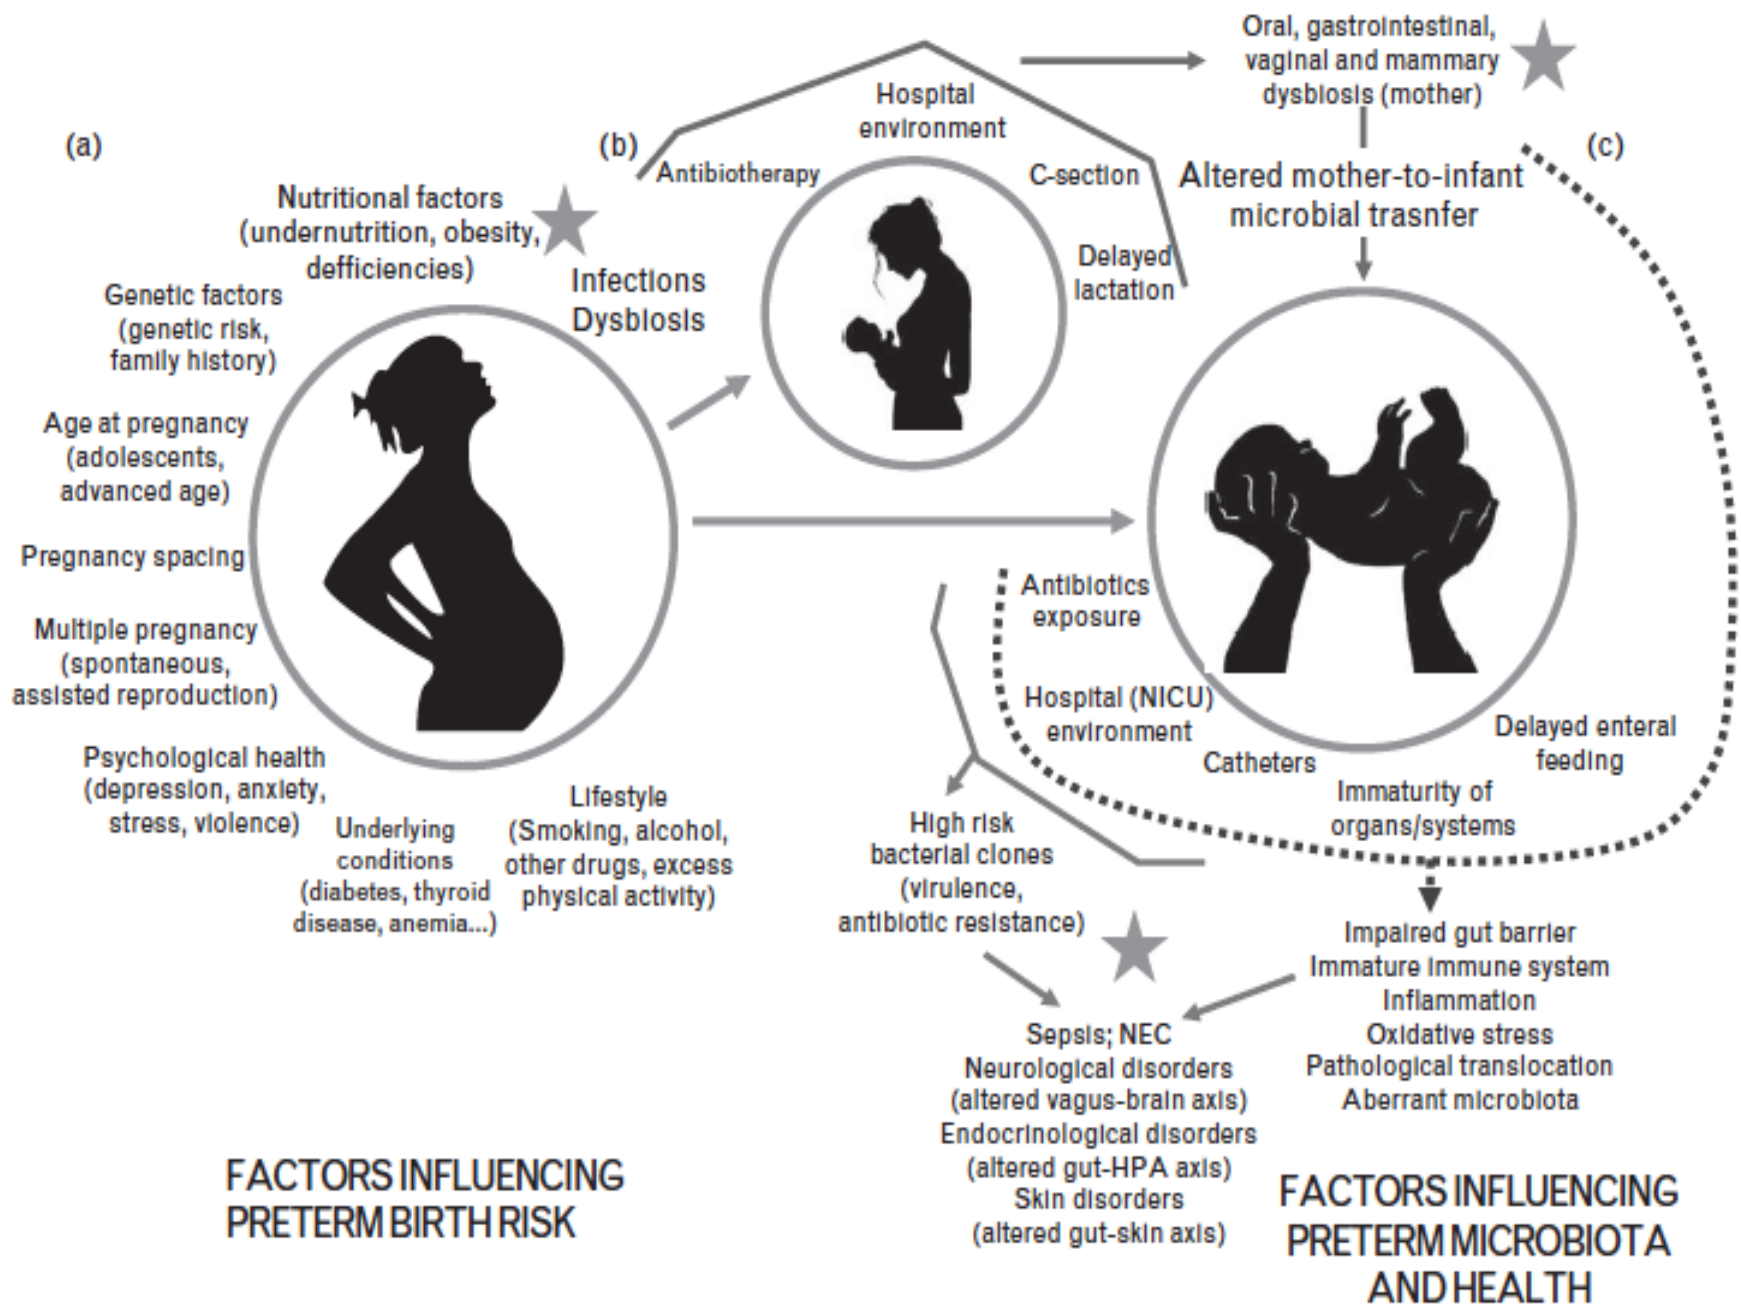 (a)
Nutritional factors
(undernutrition, obesity,
defficiencies)
Infections
Dysbiosis
Genetic factors
(genetic risk,
family history)
Age at pregnancy
(adolescents,
advanced age)
Pregnancy spacing
Multiple pregnancy
(spontaneous,
assisted reproduction)
Psychological health
(depression, anxiety,
stress, violence)
Underlying
conditions
(diabetes, thyroid
disease, anemia...)
Lifestyle
(Smoking, alcohol,
other drugs, excess
physical activity)
FACTORS INFLUENCING
PRETERM BIRTH RISK
(b)
Hospital
environment
Antibiotherapy
C-section
Delayed
lactation
Oral, gastrointestinal,
vaginal and mammary
dysbiosis (mother)
(c)
Altered mother-to-infant
microbial trasnfer
Antibiotics
exposure
Hospital (NICU)
environment
Catheters
Immaturity of
organs/systems
Delayed enteral
feeding
High risk
bacterial clones
(virulence,
antibiotic resistance)
Impaired gut barrier
Immature immune system
Inflammation
Oxidative stress
Pathological translocation
Aberrant microbiota
Sepsis; NEC
Neurological disorders
(altered vagus-brain axis)
Endocrinological disorders
(altered gut-HPA axis)
Skin disorders
(altered gut-skin axis)
FACTORS INFLUENCING
PRETERM MICROBIOTA
AND HEALTH